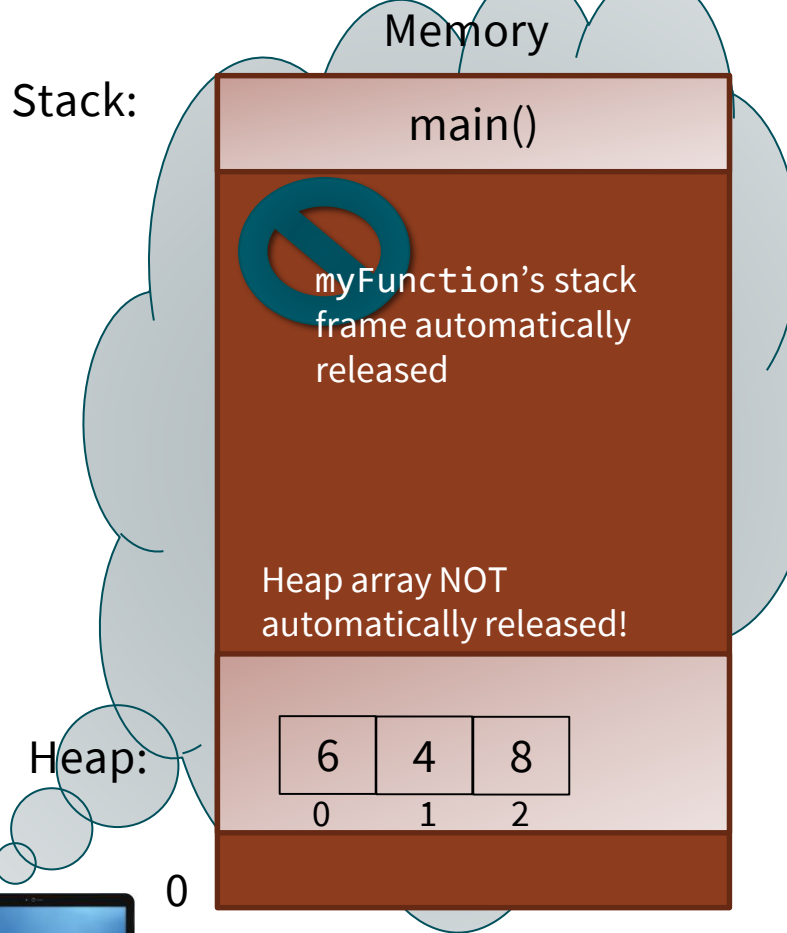 Memory
Stack:
main()
myFunction's stack
frame automatically
released
Heap array NOT
automatically released!
Heap:
6 4 8
0 1 2
0